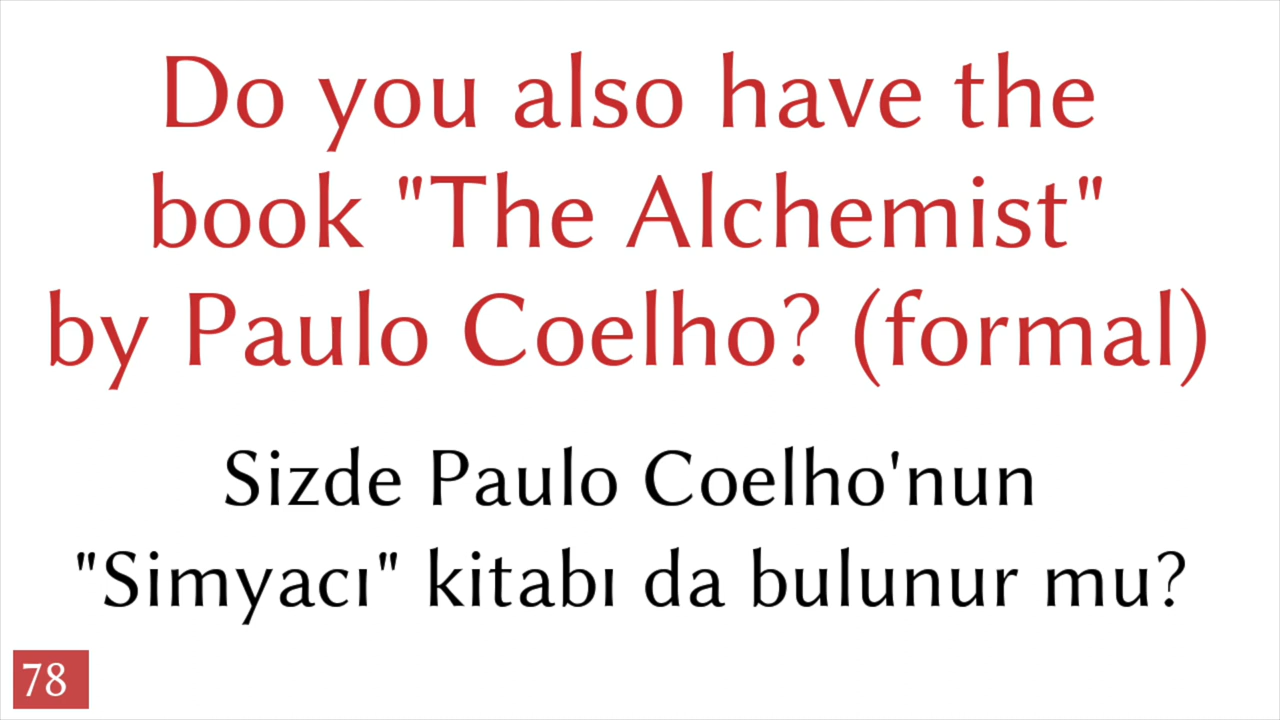 Do you also have the
book "The Alchemist"
by Paulo Coelho? (formal)
Sizde Paulo Coelho'nun
"Simyacı" kitabı da bulunur mu?
78